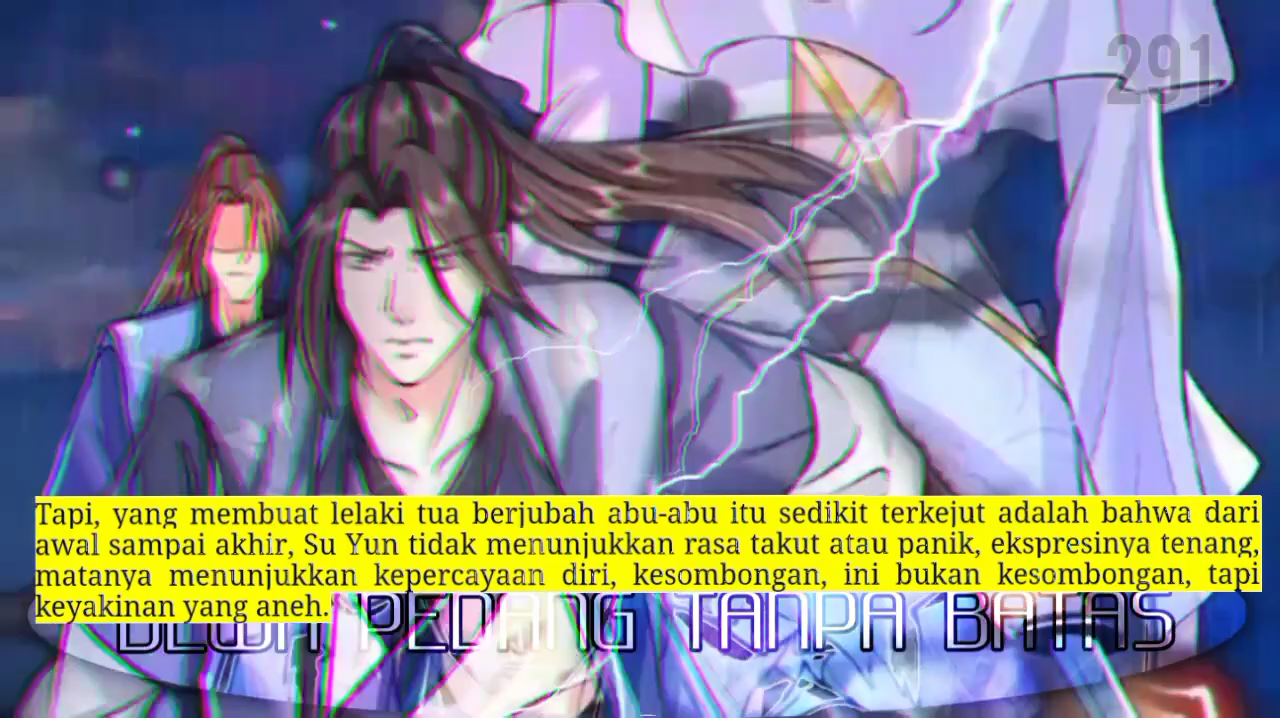 291
Tapi, yang membuat lelaki tua berjubah abu-abu itu sedikit terkejut adalah bahwa dari
awal sampai akhir, Su Yun tidak menunjukkan rasa takut atau panik, ekspresinya tenang,
matanya menunjukkan kepercayaan diri, kesombongan, ini bukan kesombongan, tapi
keyakinan yang aneh.
DEWA PEDANG TANPA BATAS